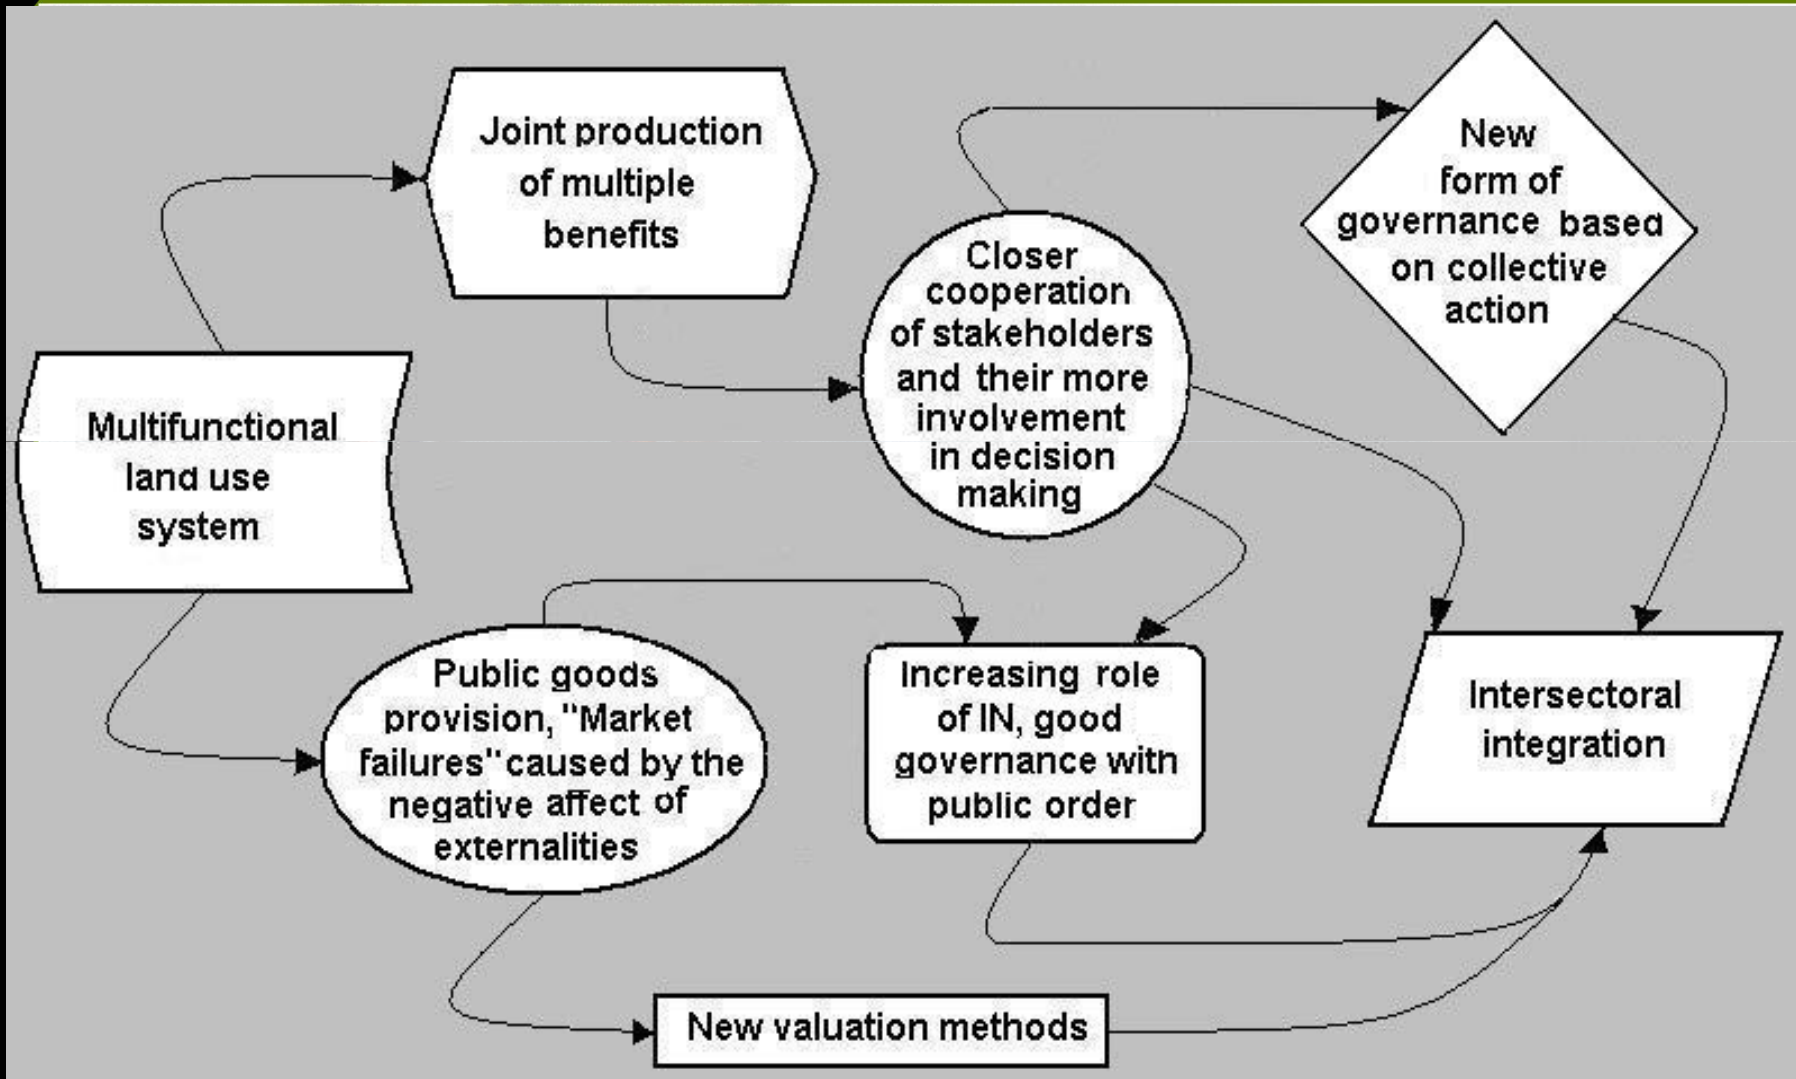 Joint production
of multiple
benefits
New
form of
governance based
on collective
action
Closer
cooperation
of stakeholders
and their more
involvement
in decision
making
Multifunctional
land use
system
Public goods
provision, "Market
failures" caused by the
negative affect of
externalities
Increasing role
of IN, good
governance with
public order
Intersectoral
integration
New valuation methods